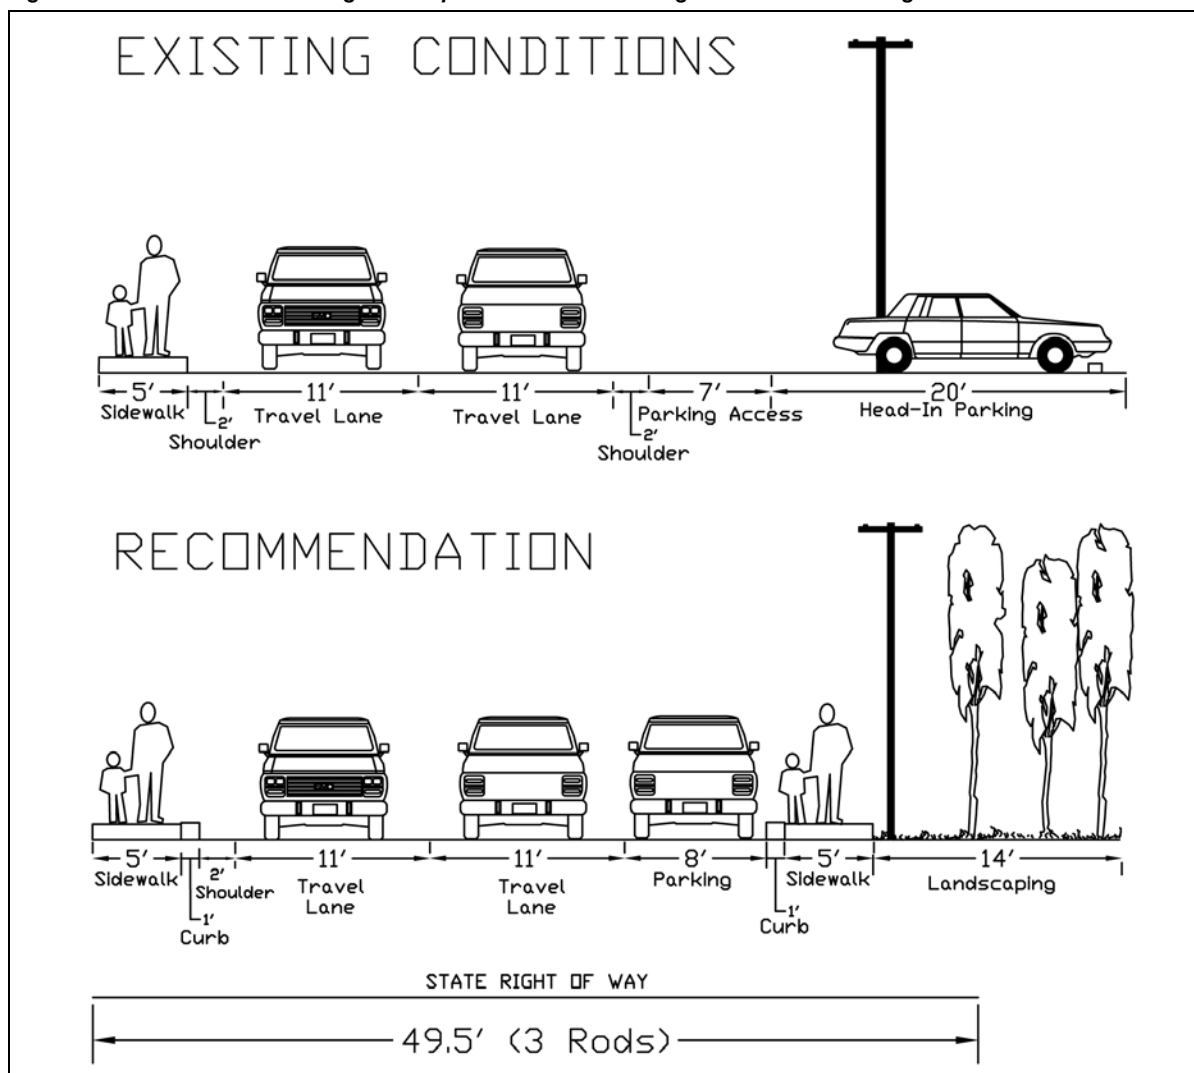 EXISTING CONDITIONS
5' 11' 11' 7' 20'
Sidewalk Travel Lane Travel Lane Parking Access Head-In Parking
2' 2'
Shoulder Shoulder
RECOMMENDATION
5' 11' 11' 8' 5' 14'
Sidewalk 2' Travel Travel Parking Sidewalk Landscaping
Shoulder Lane Lane
1' 1'
Curb Curb
STATE RIGHT OF WAY
49.5' (3 Rods)